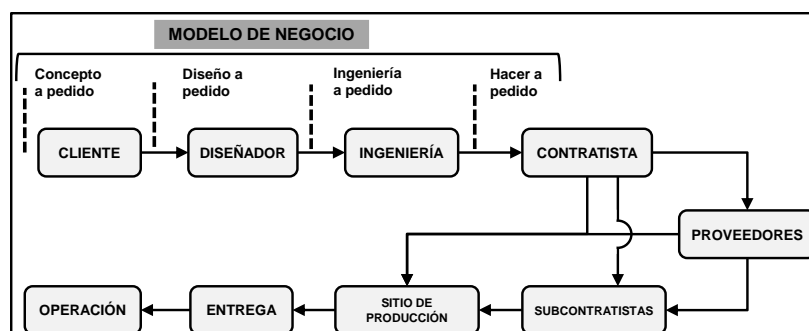 MODELO DE NEGOCIO
Concepto
a pedido
Diseño a
pedido
Ingeniería
a pedido
Hacer a
pedido
CLIENTE
DISEÑADOR
INGENIERÍA
CONTRATISTA
PROVEEDORES
OPERACIÓN
ENTREGA
SITIO DE
PRODUCCIÓN
SUBCONTRATISTAS